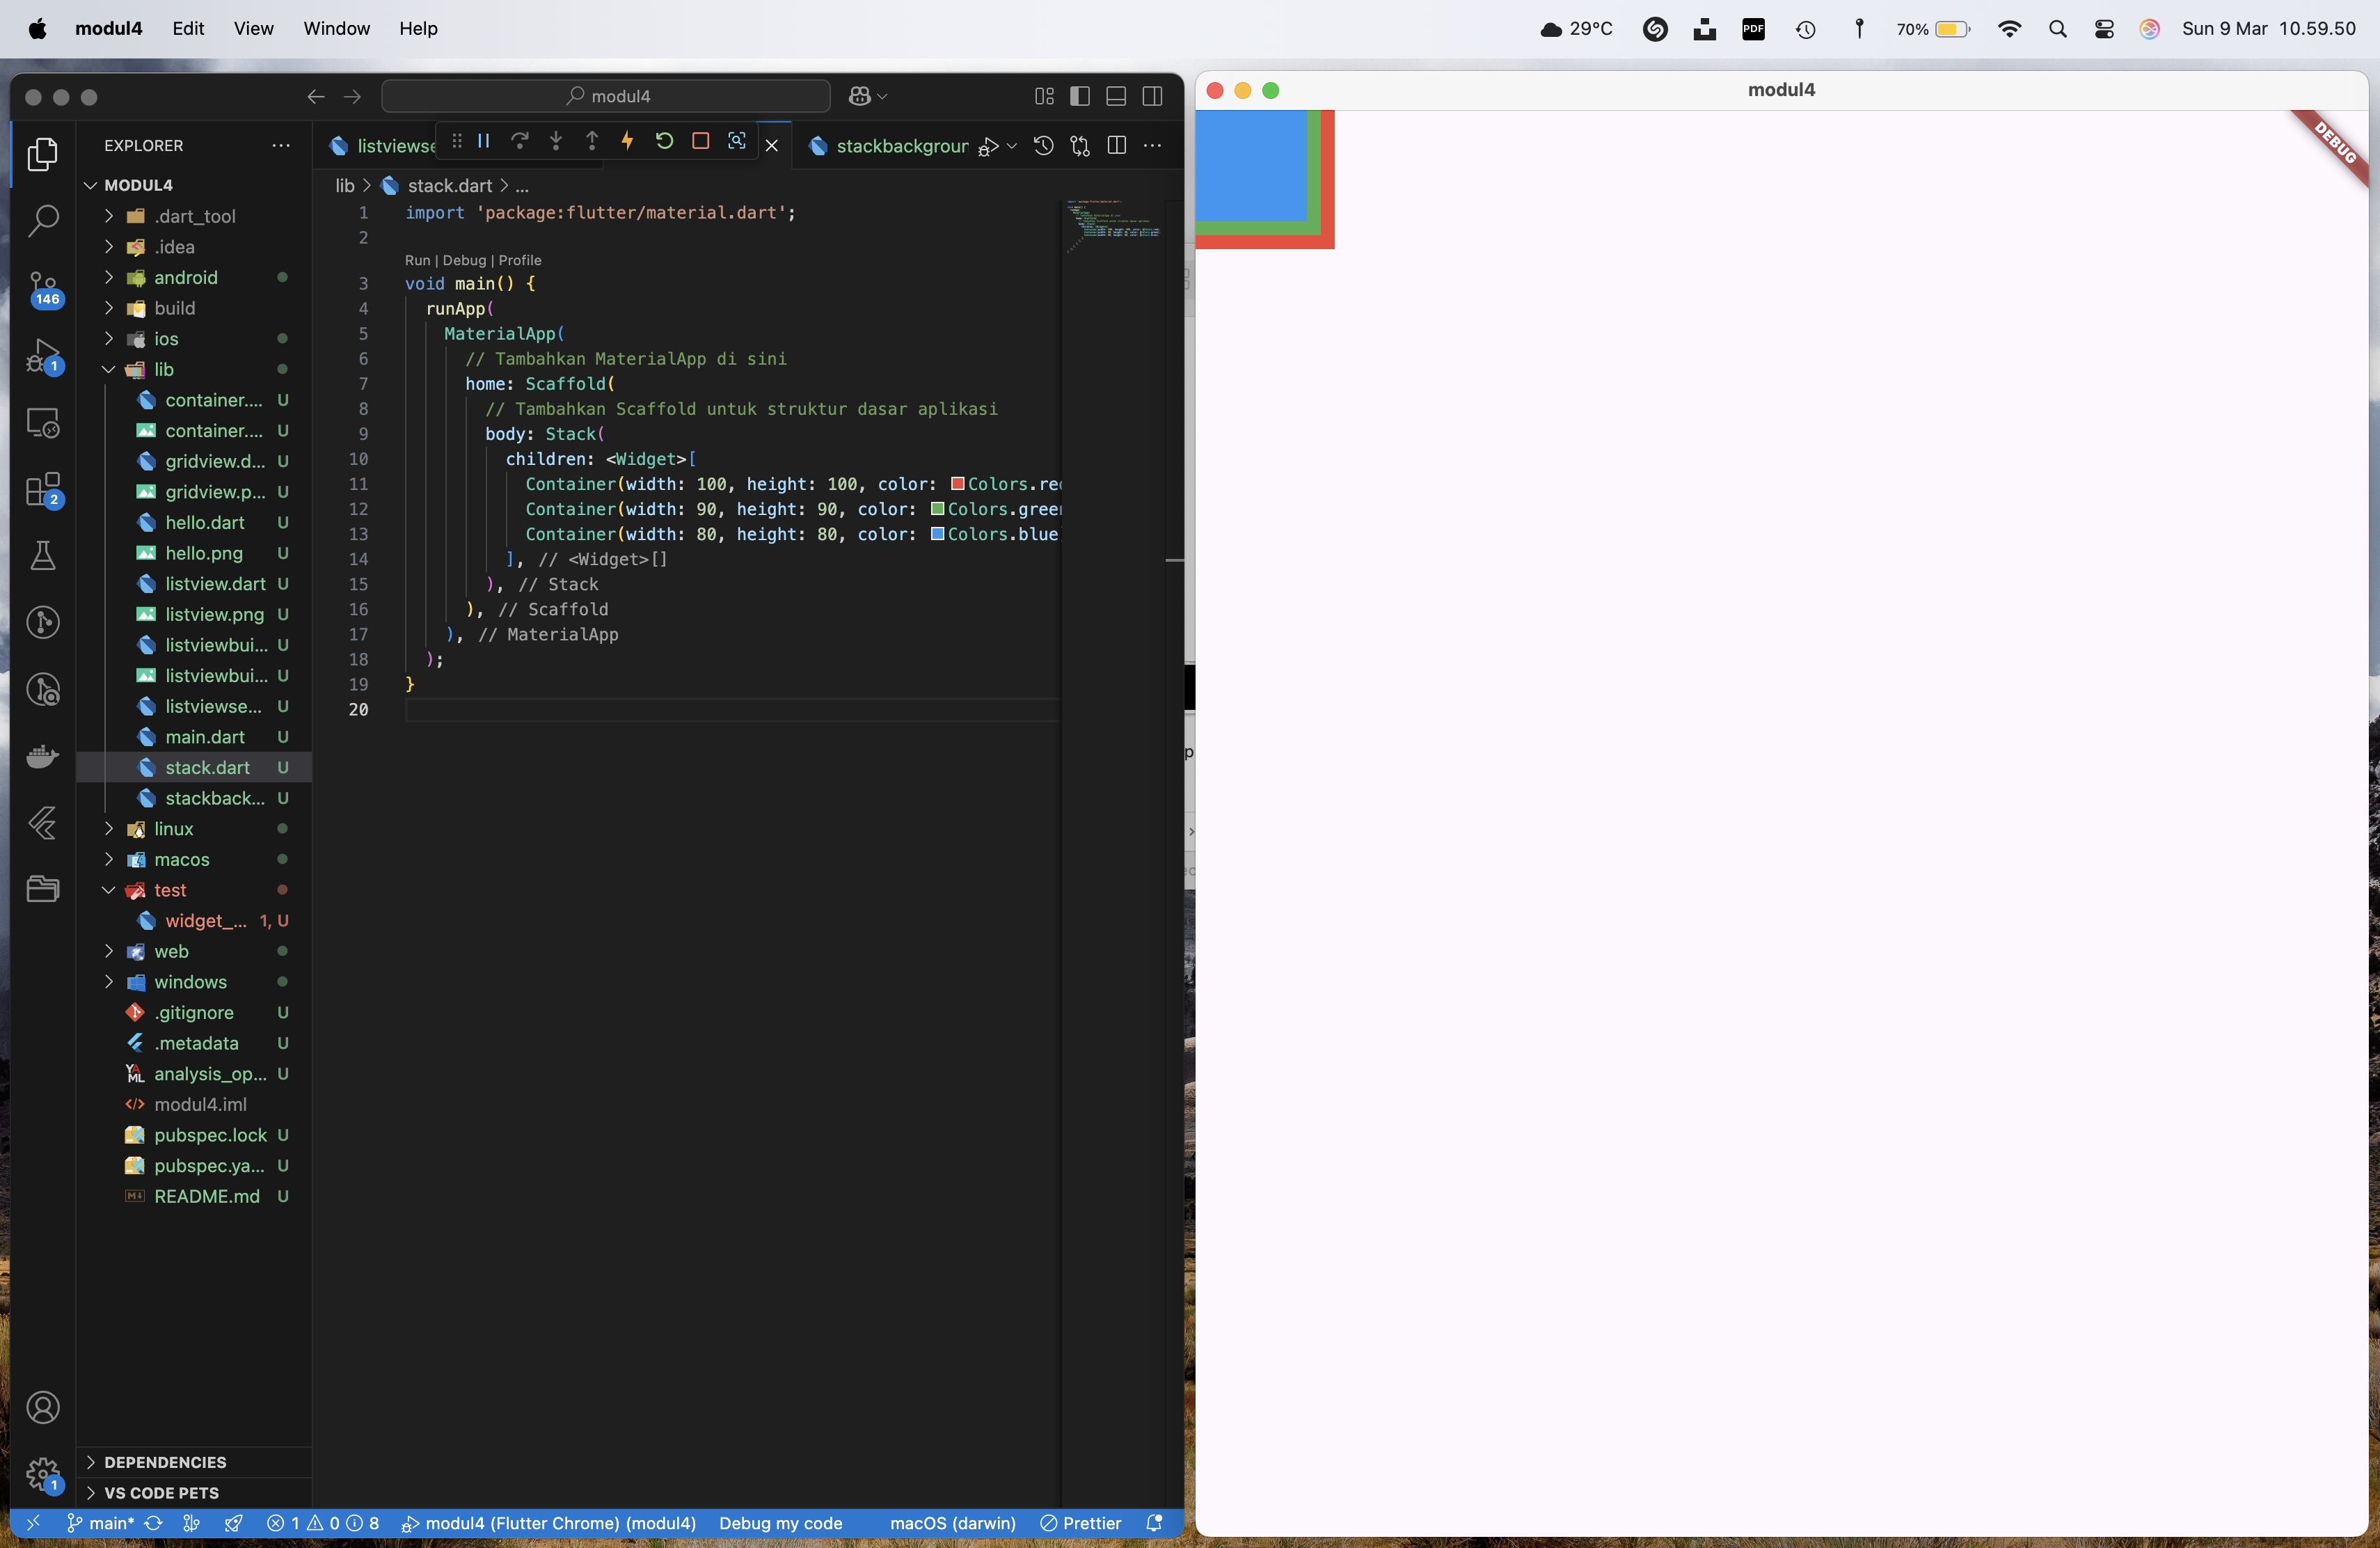 modul4 Edit View Window Help 29°C PDF 70% Sun 9 Mar 10.59.50
modul4
EXPLORER
MODUL4
.dart_tool
.idea
android
build
ios
lib
container.... U
container.... U
gridview.d... U
gridview.p... U
hello.dart U
hello.png U
listview.dart U
listview.png U
listviewbui... U
listviewbui... U
listviewse... U
main.dart U
stack.dart U
stackback... U
linux
macos
test
widget_... 1, U
web
windows
.gitignore U
.metadata U
YAML analysis_op... U
modul4.iml
pubspec.lock U
pubspec.ya... U
README.md U
DEPENDENCIES
VS CODE PETS
146
1
2
1
listviewse
stackbackgrour
lib > stack.dart > ...
1 import 'package:flutter/material.dart';
2
Run | Debug | Profile
3 void main() {
4 runApp(
5 MaterialApp(
6 // Tambahkan MaterialApp di sini
7 home: Scaffold(
8 // Tambahkan Scaffold untuk struktur dasar aplikasi
9 body: Stack(
10 children: <Widget>[
11 Container(width: 100, height: 100, color: Colors.red
12 Container(width: 90, height: 90, color: Colors.green
13 Container(width: 80, height: 80, color: Colors.blue
14 ], // <Widget>[]
15 ), // Stack
16 ), // Scaffold
17 ), // MaterialApp
18 );
19 }
20
main* 1 0 8 modul4 (Flutter Chrome) (modul4) Debug my code macOS (darwin) Prettier
modul4
DEBUG